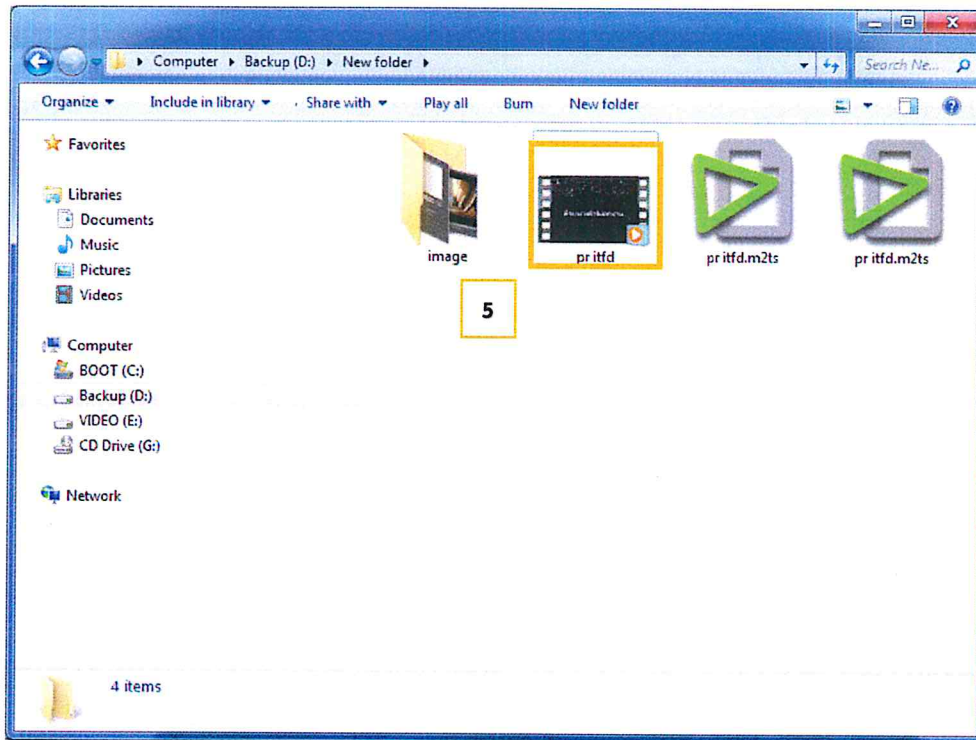 Computer ▸ Backup (D:) ▸ New folder ▸
Search Ne...
Organize Include in library Share with Play all Burn New folder
Favorites
Libraries
Documents
Music
Pictures
Videos
Computer
BOOT (C:)
Backup (D:)
VIDEO (E:)
CD Drive (G:)
Network
image
pr itfd
pr itfd.m2ts
pr itfd.m2ts
5
4 items